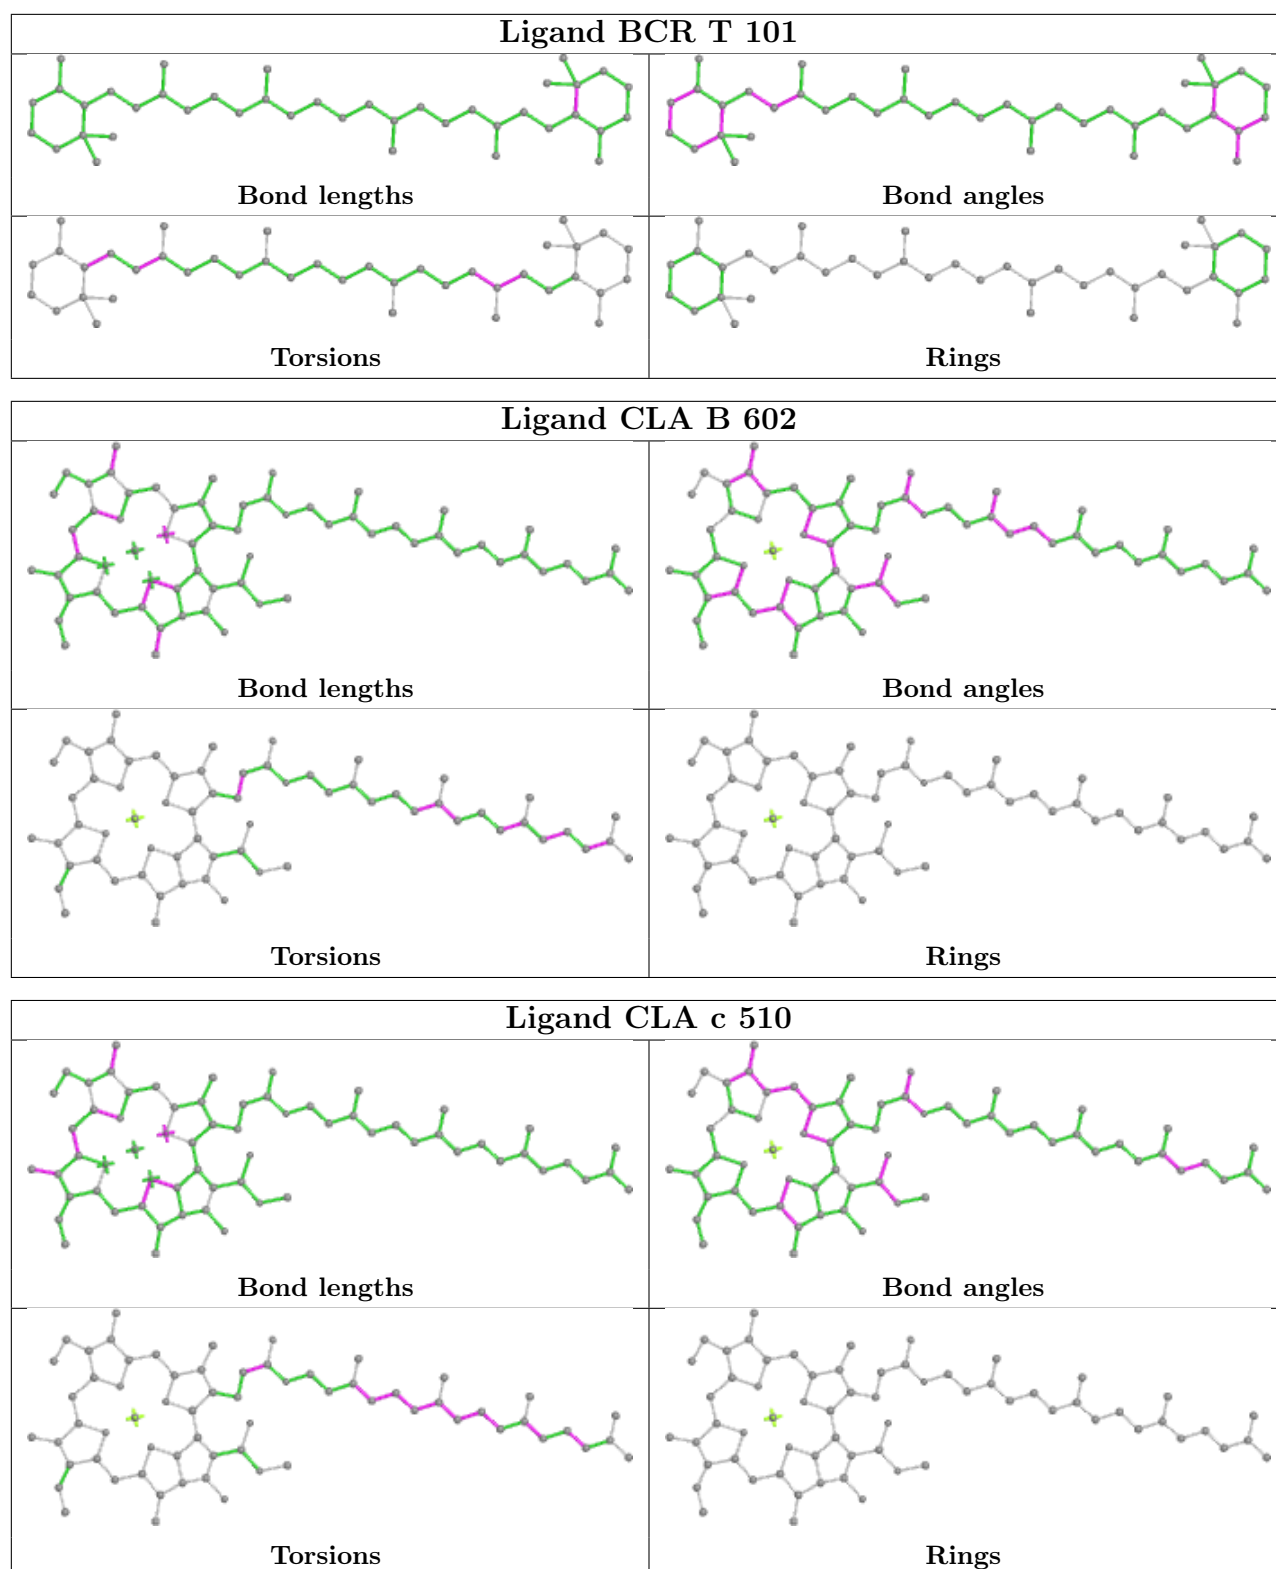 Ligand BCR T 101
Bond lengths
Bond angles
Torsions
Rings
Ligand CLA B 602
Bond lengths
Bond angles
Torsions
Rings
Ligand CLA c 510
Bond lengths
Bond angles
Torsions
Rings